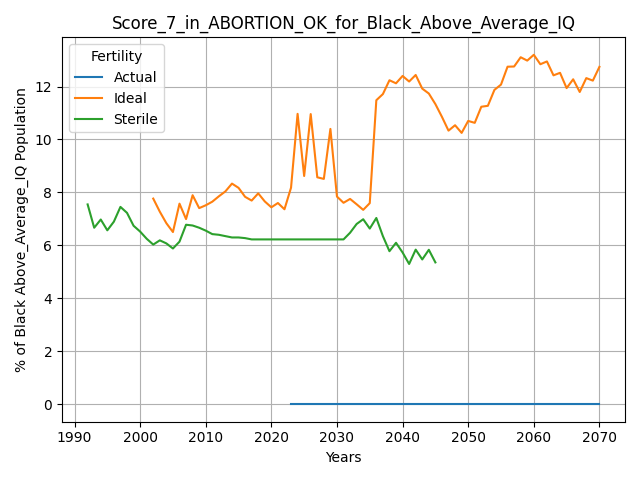 Score_7_in_ABORTION_OK_for_Black_Above_Average_IQ
Fertility
Actual
Ideal
Sterile
% of Black Above_Average_IQ Population
12
10
8
6
4
2
0
1990 2000 2010 2020 2030 2040 2050 2060 2070
Years